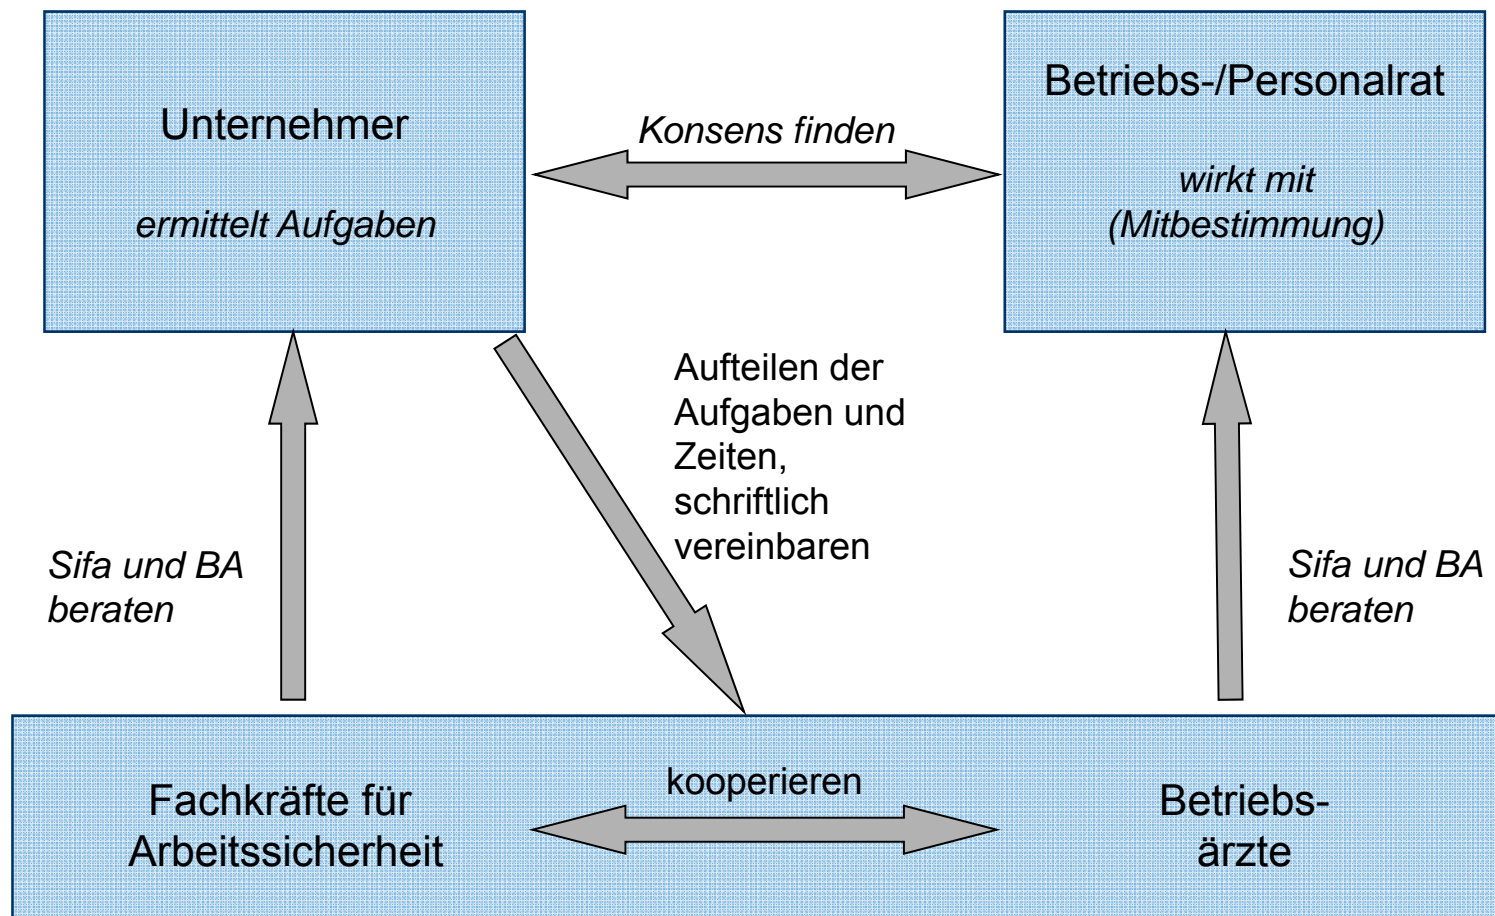 Unternehmer
ermittelt Aufgaben
Konsens finden
Betriebs-/Personalrat
wirkt mit
(Mitbestimmung)
Aufteilen der
Aufgaben und
Zeiten,
schriftlich
vereinbaren
Sifa und BA
beraten
Sifa und BA
beraten
Fachkräfte für
Arbeitssicherheit
kooperieren
Betriebs-
ärzte